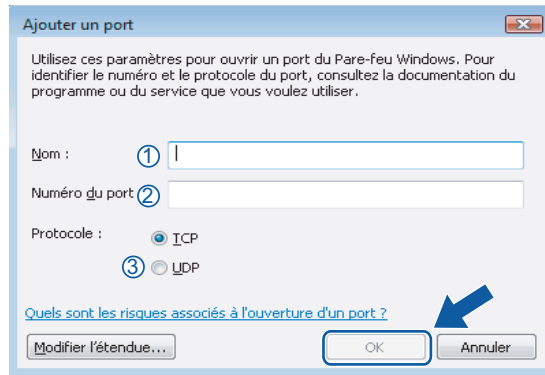 Ajouter un port
Utilisez ces paramètres pour ouvrir un port du Pare-feu Windows. Pour
identifier le numéro et le protocole du port, consultez la documentation du
programme ou du service que vous voulez utiliser.
Nom : 1
Numéro du port 2
Protocole : TCP
3 UDP
Quels sont les risques associés à l'ouverture d'un port ?
Modifier l'étendue... OK Annuler